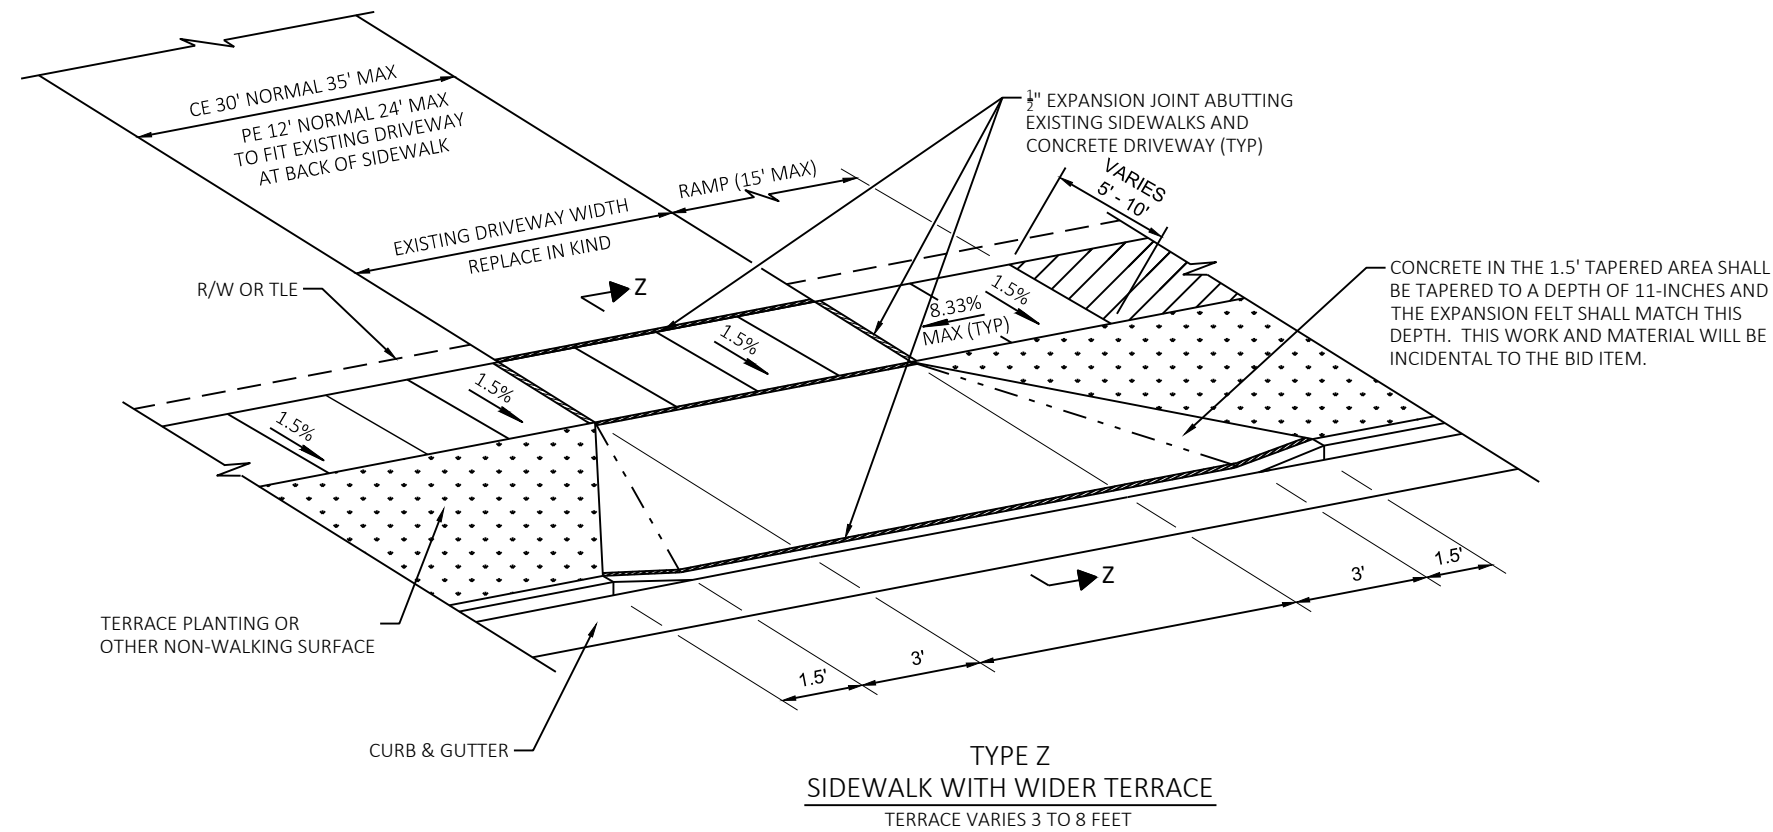 CE 30' NORMAL 35' MAX
PE 12' NORMAL 24' MAX
TO FIT EXISTING DRIVEWAY
AT BACK OF SIDEWALK
EXISTING DRIVEWAY WIDTH
REPLACE IN KIND
RAMP (15' MAX)
1/2" EXPANSION JOINT ABUTTING
EXISTING SIDEWALKS AND
CONCRETE DRIVEWAY (TYP)
VARIES
5' - 10'
R/W OR TLE
Z
8.33%
MAX (TYP)
1.5%
1.5%
1.5%
1.5%
CONCRETE IN THE 1.5' TAPERED AREA SHALL
BE TAPERED TO A DEPTH OF 11-INCHES AND
THE EXPANSION FELT SHALL MATCH THIS
DEPTH. THIS WORK AND MATERIAL WILL BE
INCIDENTAL TO THE BID ITEM.
TERRACE PLANTING OR
OTHER NON-WALKING SURFACE
CURB & GUTTER
Z
1.5'
3'
3'
1.5'
TYPE Z
SIDEWALK WITH WIDER TERRACE
TERRACE VARIES 3 TO 8 FEET